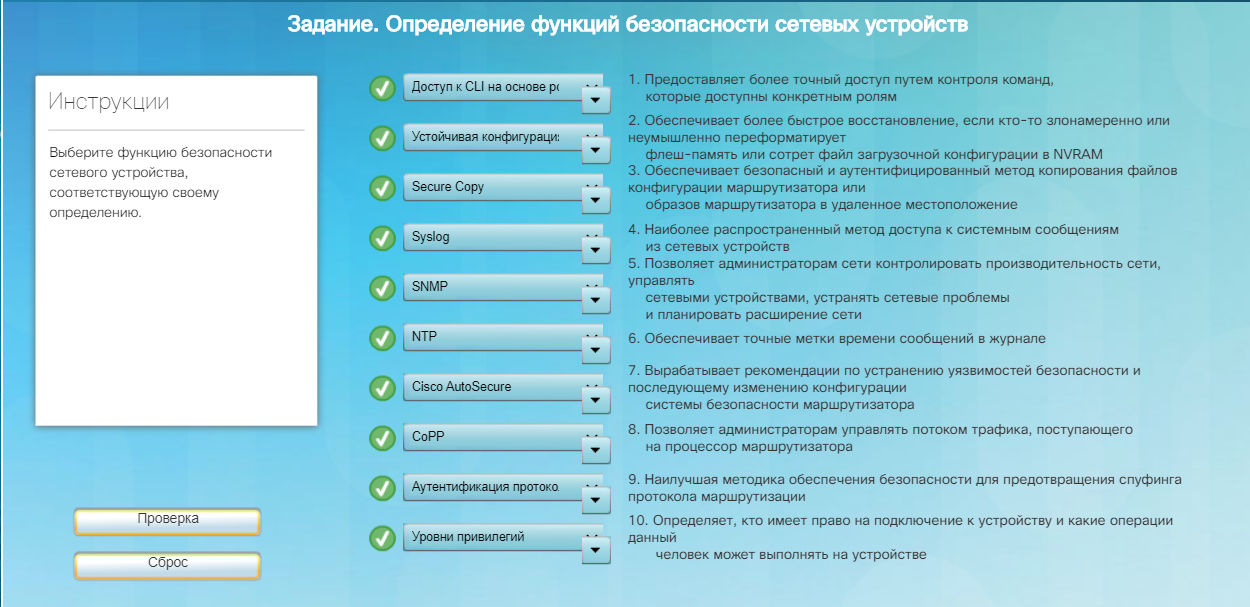 Задание. Определение функций безопасности сетевых устройств
Инструкции
Выберите функцию безопасности
сетевого устройства,
соответствующую своему
определению.
Проверка
Сброс
Доступ к CLI на основе ро
Устойчивая конфигураци
Secure Copy
Syslog
SNMP
NTP
Cisco AutoSecure
CoPP
Аутентификация протоко
Уровни привилегий
1. Предоставляет более точный доступ путем контроля команд,
которые доступны конкретным ролям
2. Обеспечивает более быстрое восстановление, если кто-то злонамеренно или
неумышленно переформатирует
флеш-память или сотрет файл загрузочной конфигурации в NVRAM
3. Обеспечивает безопасный и аутентифицированный метод копирования файлов
конфигурации маршрутизатора или
образов маршрутизатора в удаленное местоположение
4. Наиболее распространенный метод доступа к системным сообщениям
из сетевых устройств
5. Позволяет администраторам сети контролировать производительность сети,
управлять
сетевыми устройствами, устранять сетевые проблемы
и планировать расширение сети
6. Обеспечивает точные метки времени сообщений в журнале
7. Вырабатывает рекомендации по устранению уязвимостей безопасности и
последующему изменению конфигурации
системы безопасности маршрутизатора
8. Позволяет администраторам управлять потоком трафика, поступающего
на процессор маршрутизатора
9. Наилучшая методика обеспечения безопасности для предотвращения спуфинга
протокола маршрутизации
10. Определяет, кто имеет право на подключение к устройству и какие операции
данный
человек может выполнять на устройстве